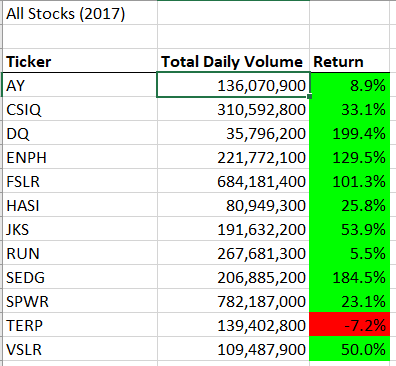 All Stocks (2017)
Ticker Total Daily Volume Return
AY 136,070,900 8.9%
CSIQ 310,592,800 33.1%
DQ 35,796,200 199.4%
ENPH 221,772,100 129.5%
FSLR 684,181,400 101.3%
HASI 80,949,300 25.8%
JKS 191,632,200 53.9%
RUN 267,681,300 5.5%
SEDG 206,885,200 184.5%
SPWR 782,187,000 23.1%
TERP 139,402,800 -7.2%
VSLR 109,487,900 50.0%